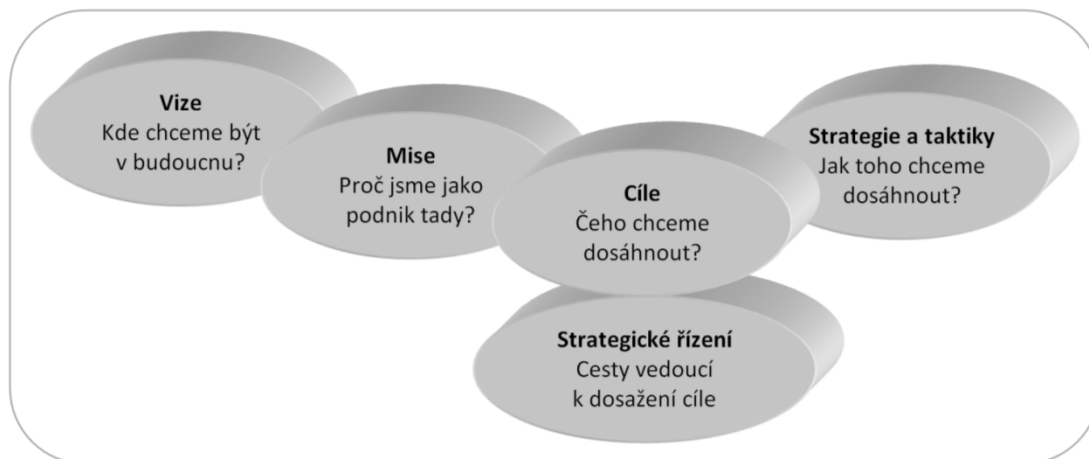 Vize
Kde chceme být
v budoucnu?
Mise
Proč jsme jako
podnik tady?
Cíle
Čeho chceme
dosáhnout?
Strategie a taktiky
Jak toho chceme
dosáhnout?
Strategické řízení
Cesty vedoucí
k dosažení cíle